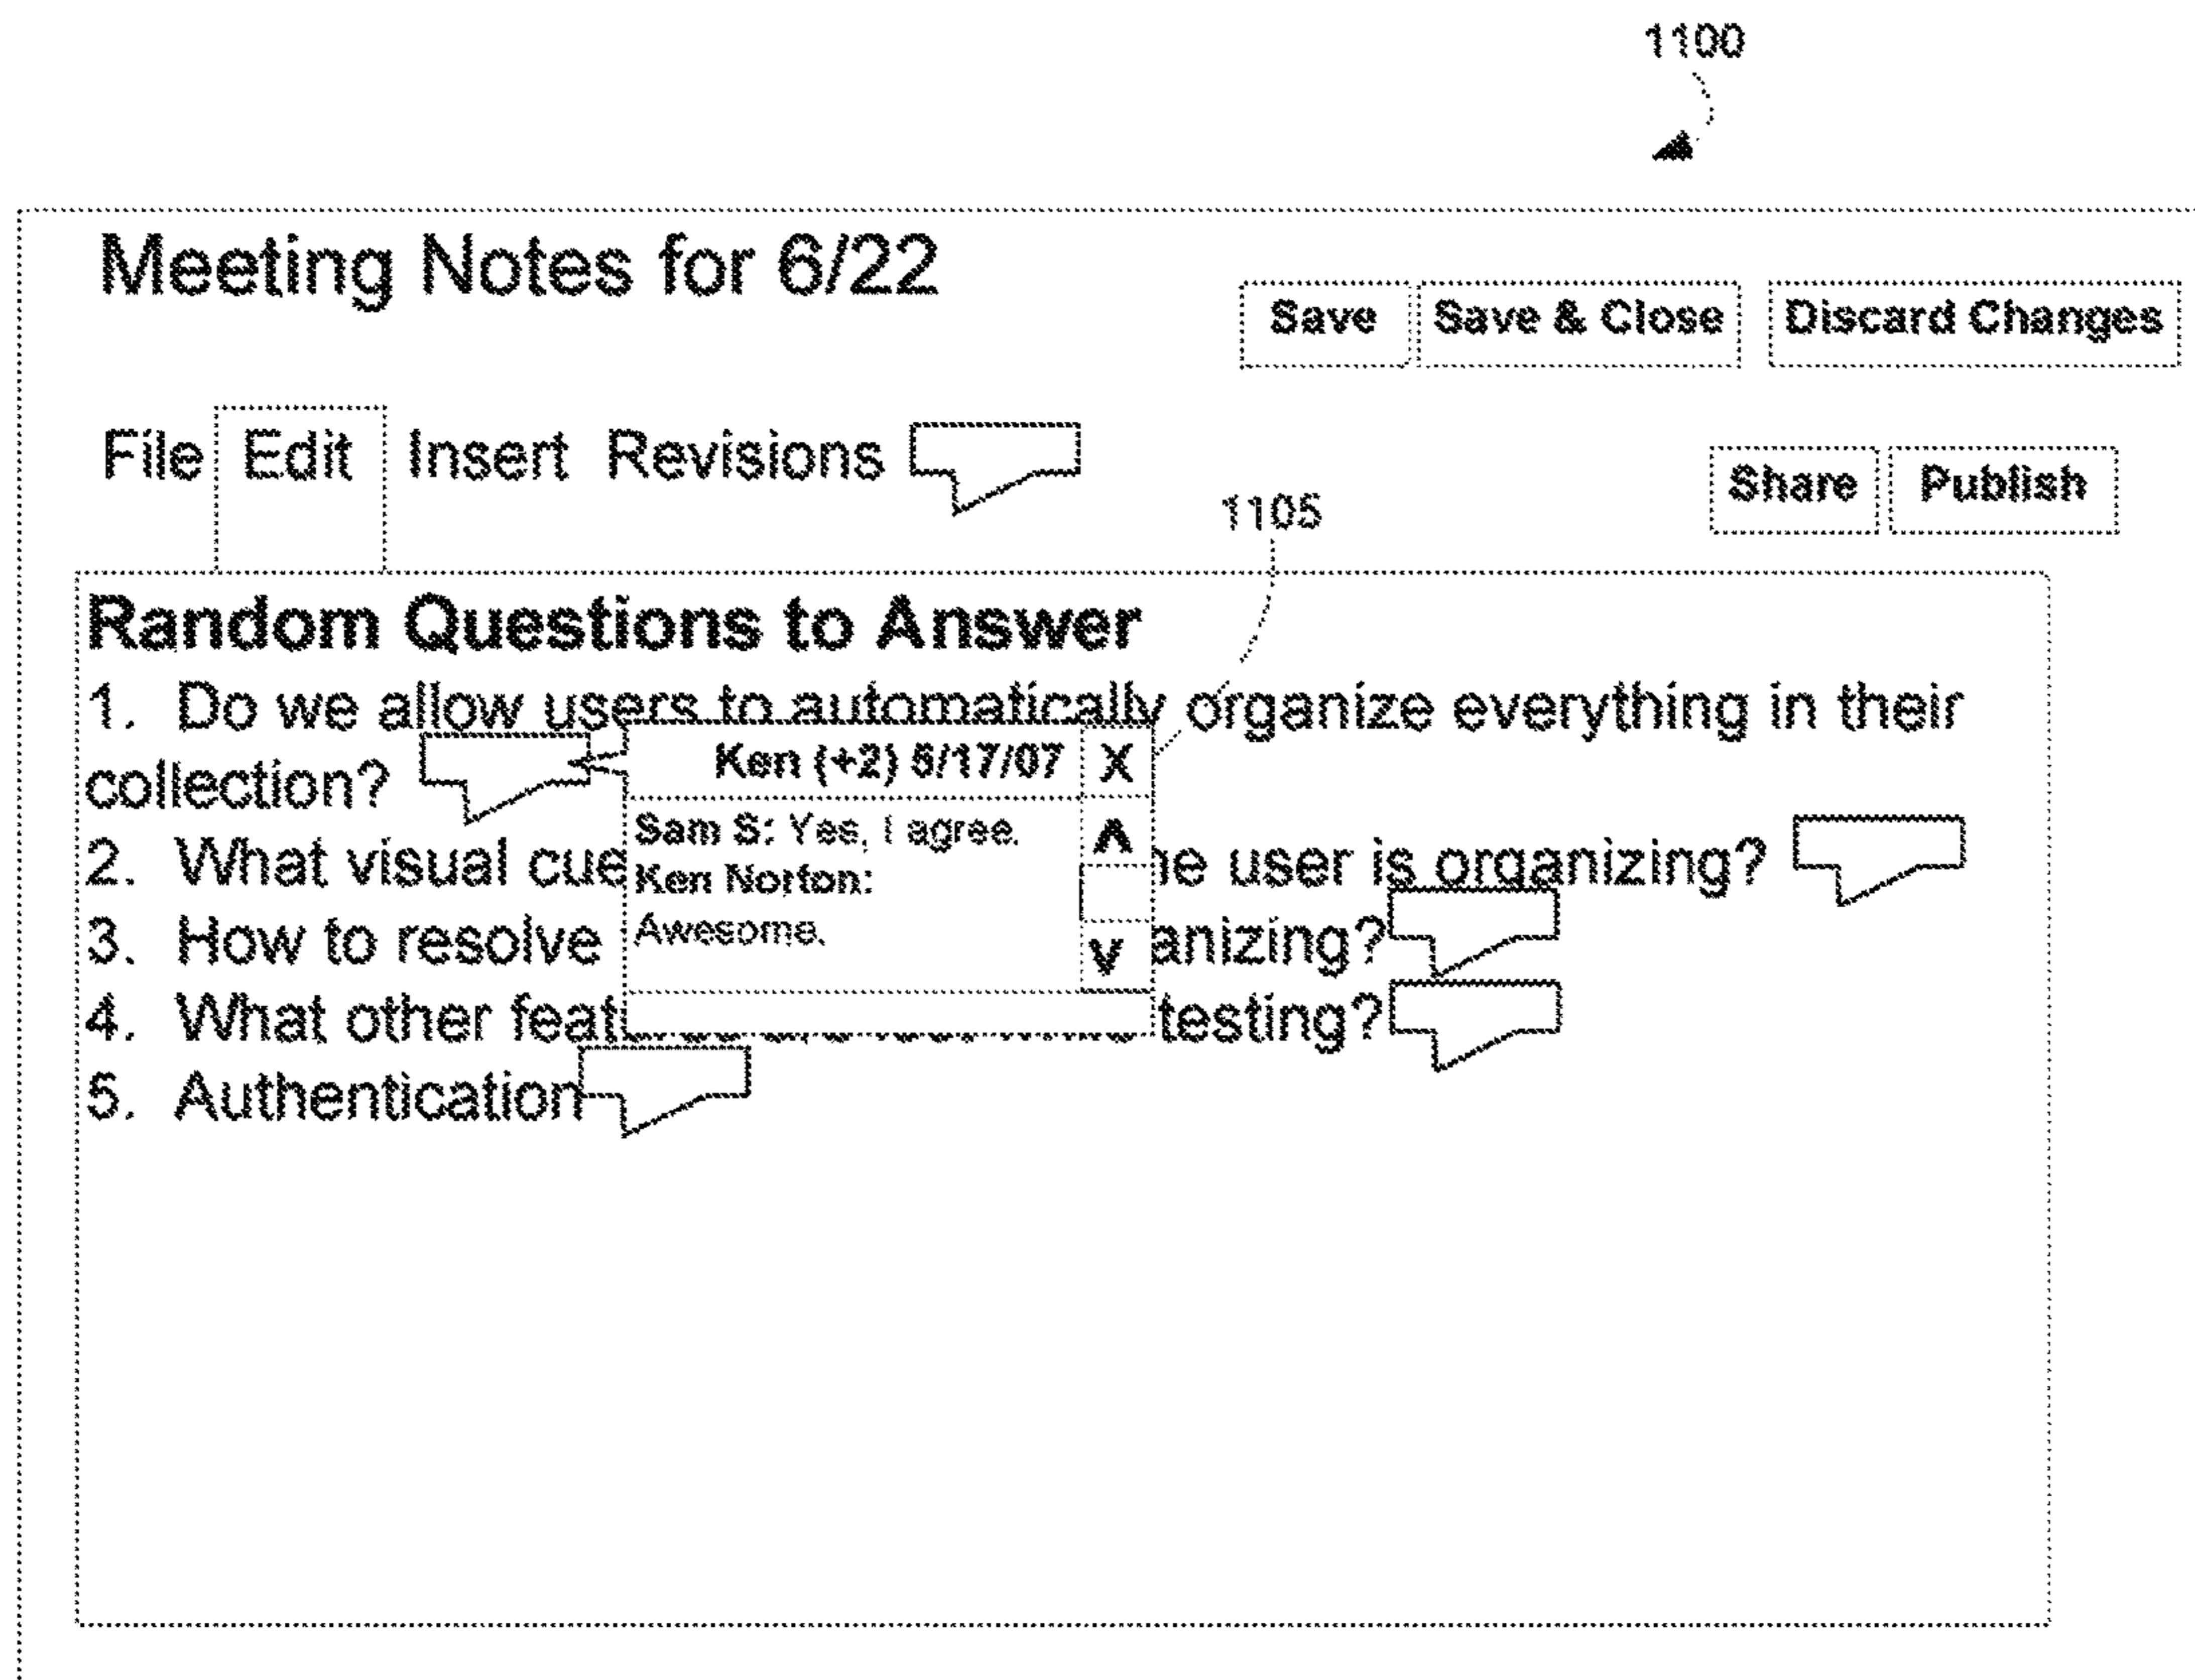 1100
Meeting Notes for 6/22
Save Save & Close Discard Changes
File Edit Insert Revisions
Share Publish
1105
Random Questions to Answer
1. Do we allow users to automatically organize everything in their
collection?
Ken (+2) 5/17/07 X
Sam S: Yes, I agree.
Ken Norton:
Awesome.
2. What visual cue user is organizing?
3. How to resolve anizing?
4. What other feat testing?
5. Authentication